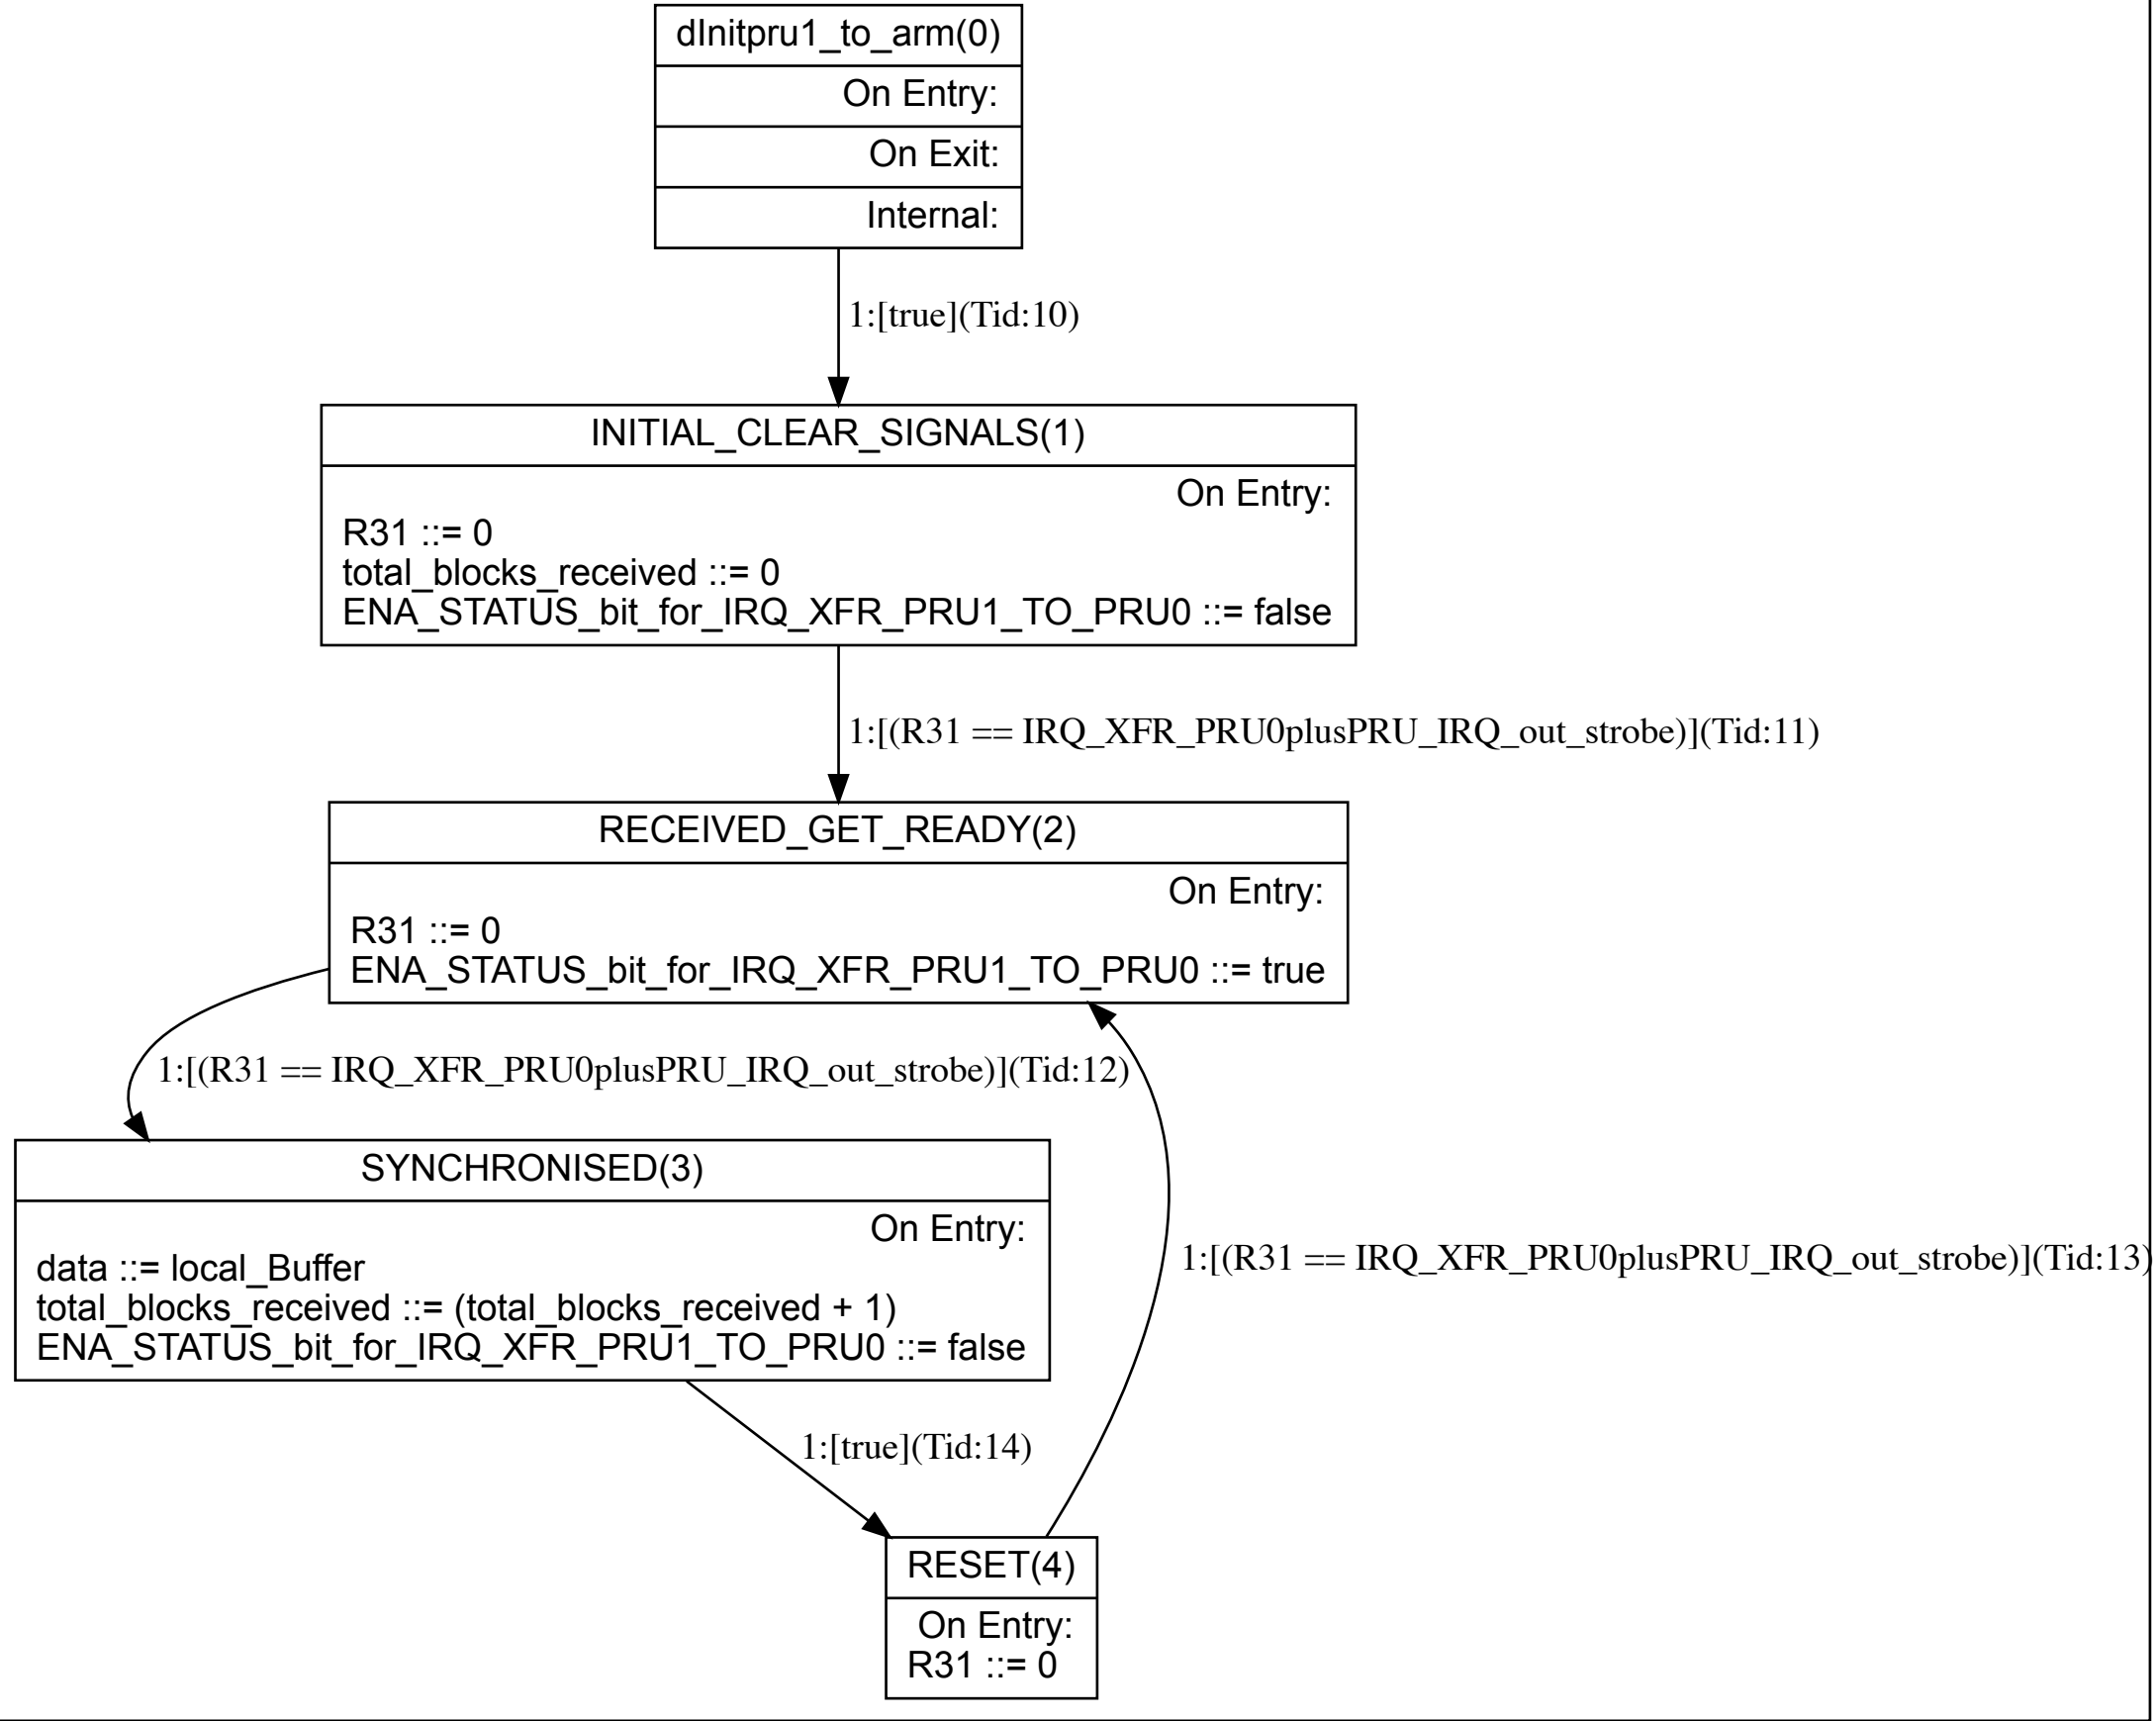 dInitpru1_to_arm(0)
On Entry:
On Exit:
Internal:
1:[true](Tid:10)
INITIAL_CLEAR_SIGNALS(1)
On Entry:
R31 ::= 0
total_blocks_received ::= 0
ENA_STATUS_bit_for_IRQ_XFR_PRU1_TO_PRU0 ::= false
1:[(R31 == IRQ_XFR_PRU0plusPRU_IRQ_out_strobe)](Tid:11)
RECEIVED_GET_READY(2)
On Entry:
R31 ::= 0
ENA_STATUS_bit_for_IRQ_XFR_PRU1_TO_PRU0 ::= true
1:[(R31 == IRQ_XFR_PRU0plusPRU_IRQ_out_strobe)](Tid:12)
SYNCHRONISED(3)
On Entry:
data ::= local_Buffer
total_blocks_received ::= (total_blocks_received + 1)
ENA_STATUS_bit_for_IRQ_XFR_PRU1_TO_PRU0 ::= false
1:[(R31 == IRQ_XFR_PRU0plusPRU_IRQ_out_strobe)](Tid:13)
1:[true](Tid:14)
RESET(4)
On Entry:
R31 ::= 0